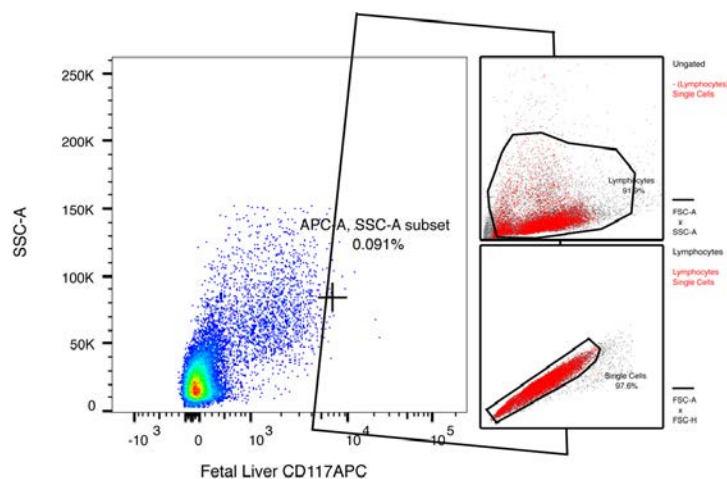 250K
200K
150K
100K
50K
0
SSC-A
APC-A, SSC-A subset
0.091%
-10 3
0
10 3
10 4
10 5
Fetal Liver CD117APC
Ungated
- (Lymphocytes)
Single Cells
Lymphocytes
FSC-A
x
SSC-A
Lymphocytes
Lymphocytes
Single Cells
Single Cells
97.6%
FSC-A
x
FSC-H